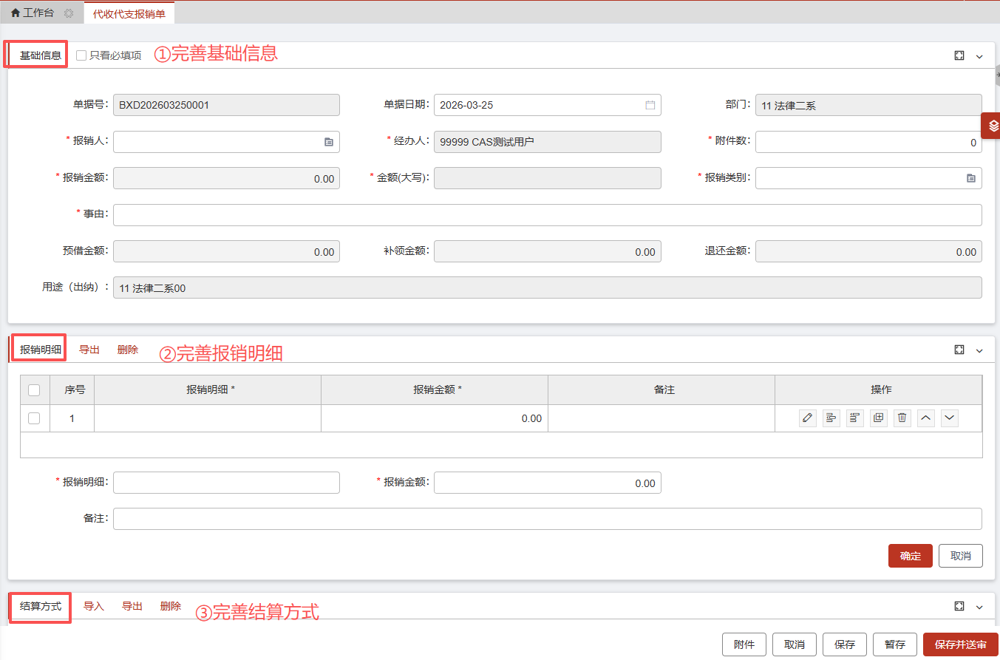 工作台 代收代支报销单
基础信息 只看必填项 ①完善基础信息
单据号: BXD202603250001 单据日期: 2026-03-25 部门: 11 法律二系
* 报销人: * 经办人: 99999 CAS测试用户 * 附件数: 0
* 报销金额: 0.00 * 金额(大写): * 报销类别:
* 事由:
预借金额: 0.00 补领金额: 0.00 退还金额: 0.00
用途（出纳）: 11 法律二系00
报销明细 导出 删除 ②完善报销明细
序号 报销明细 * 报销金额 * 备注 操作
1 0.00
* 报销明细: * 报销金额: 0.00
备注:
确定 取消
结算方式 导入 导出 删除 ③完善结算方式
附件 取消 保存 暂存 保存并送审